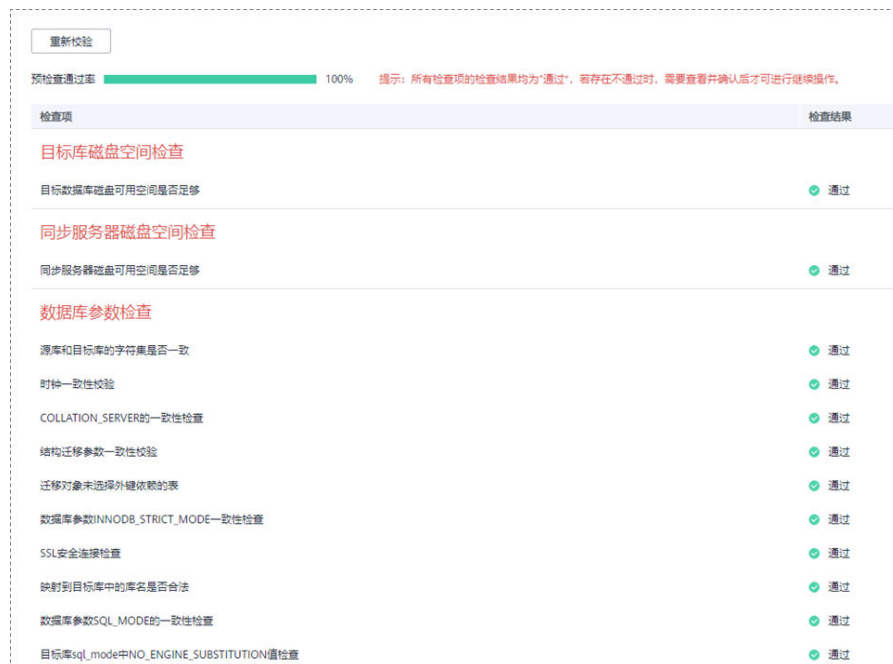 重新校验
预检查通过率 100% 提示：所有检查项的检查结果均为“通过”，若存在不通过时，需要查看并确认后才可进行继续操作。
检查项 检查结果
目标库磁盘空间检查
目标数据库磁盘可用空间是否足够 通过
同步服务器磁盘空间检查
同步服务器磁盘可用空间是否足够 通过
数据库参数检查
源库和目标库的字符集是否一致 通过
时钟一致性校验 通过
COLLATION_SERVER的一致性检查 通过
结构迁移参数一致性校验 通过
迁移对象未选择外键依赖的表 通过
数据库参数INNODB_STRICT_MODE一致性检查 通过
SSL安全连接检查 通过
映射到目标库中的库名是否合法 通过
数据库参数SQL_MODE的一致性检查 通过
目标库sql_mode中NO_ENGINE_SUBSTITUTION值检查 通过